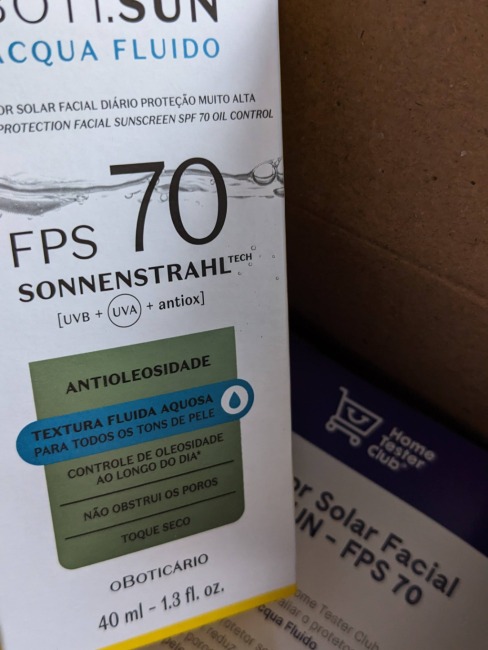 BOTI.SUN
ACQUA FLUIDO
OR SOLAR FACIAL DIÁRIO PROTEÇÃO MUITO ALTA
PROTECTION FACIAL SUNSCREEN SPF 70 OIL CONTROL
FPS 70
SONNENSTRAHL TECH
[UVB + UVA + antiox]
ANTIOLEOSIDADE
TEXTURA FLUIDA AQUOSA
PARA TODOS OS TONS DE PELE
CONTROLE DE OLEOSIDADE
AO LONGO DO DIA*
NÃO OBSTRUI OS POROS
TOQUE SECO
OBOTICÁRIO
40 ml - 1.3 fl. oz.
Home
Tester
Club
or Solar Facial
UN - FPS 70
ome Tester Club
aliar o proteto
cqua Fluido.